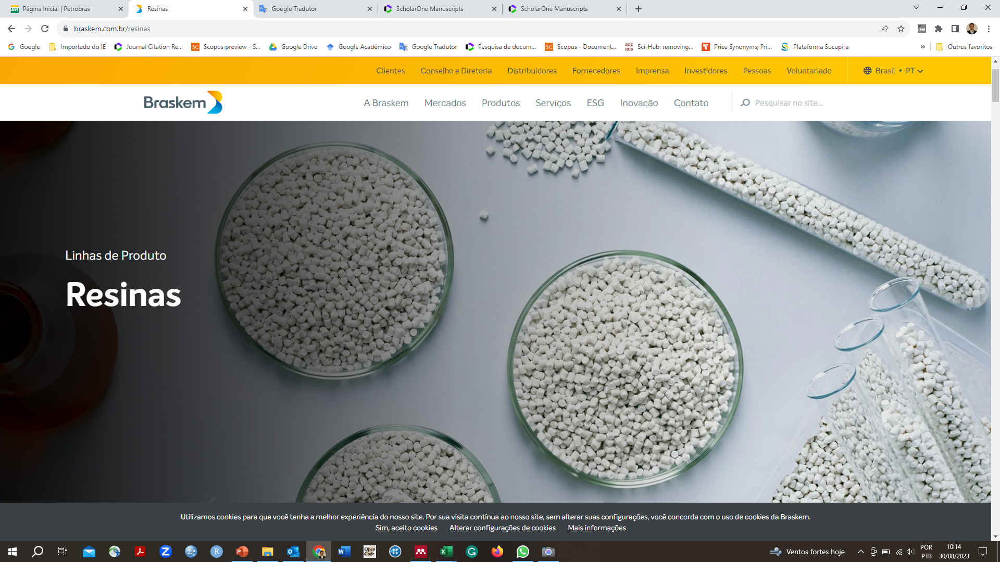 Página Inicial | Petrobras
Resinas
Google Tradutor
ScholarOne Manuscripts
ScholarOne Manuscripts
braskem.com.br/resinas
Google
Importado do IE
Journal Citation Re...
Scopus preview - S...
Google Drive
Google Acadêmico
Google Tradutor
Pesquisa de docum...
Scopus - Document...
Sci-Hub: removing...
Price Synonyms, Pri...
Plataforma Sucupira
»
Outros favoritos
Clientes
Conselho e Diretoria
Distribuidores
Fornecedores
Imprensa
Investidores
Pessoas
Voluntariado
Brasil • PT
Braskem
A Braskem
Mercados
Produtos
Serviços
ESG
Inovação
Contato
Pesquisar no site...
Linhas de Produto
Resinas
Utilizamos cookies para que você tenha a melhor experiência do nosso site. Por sua visita contínua ao nosso site, sem alterar suas configurações, você concorda com o uso de cookies da Braskem.
Sim, aceito cookies
Alterar configurações de cookies
Mais informações
Ventos fortes hoje
POR
PTB
10:14
30/08/2023